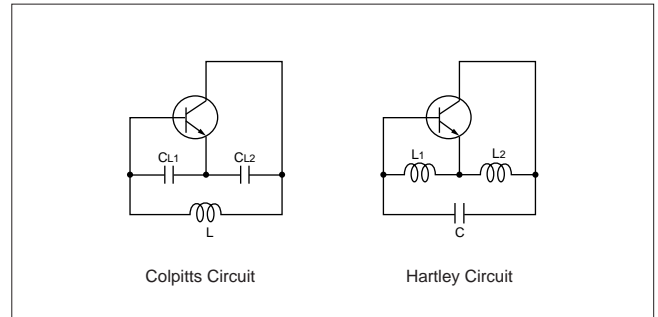 CL1
CL2
L
Colpitts Circuit
L1
L2
C
Hartley Circuit